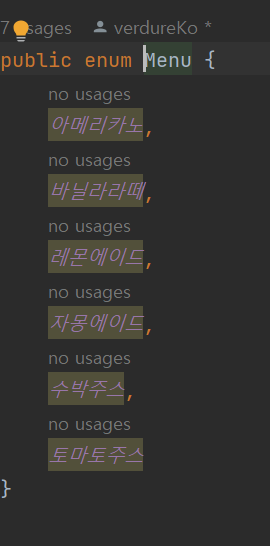 7 usages verdureKo *
public enum Menu {
no usages
아메리카노,
no usages
바닐라라떼,
no usages
레몬에이드,
no usages
자몽에이드,
no usages
수박주스,
no usages
토마토주스
}